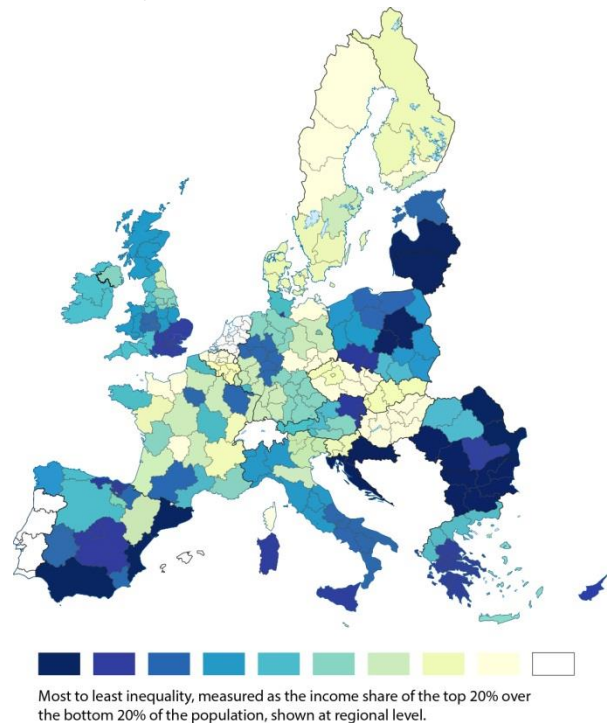 Most to least inequality, measured as the income share of the top 20% over
the bottom 20% of the population, shown at regional level.